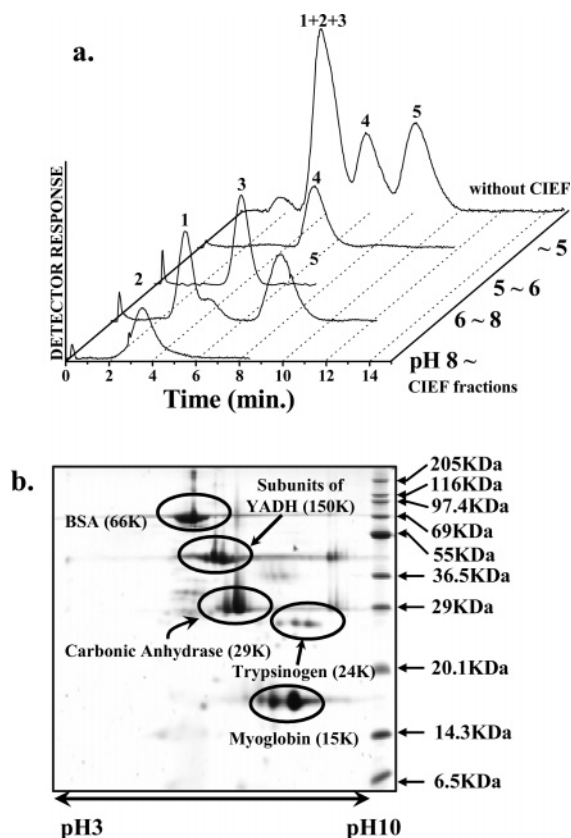 a.
1+2+3
4
5
without CIEF
3
4
1
5
2
~ 5
5 ~ 6
6 ~ 8
pH 8 ~
CIEF fractions
DETECTOR RESPONSE
0 2 4 6 8 10 12 14
Time (min.)
b.
Subunits of
YADH (150K)
BSA (66K)
205KDa
116KDa
97.4KDa
69KDa
55KDa
36.5KDa
29KDa
20.1KDa
14.3KDa
6.5KDa
Carbonic Anhydrase (29K)
Trypsinogen (24K)
Myoglobin (15K)
pH3
pH10